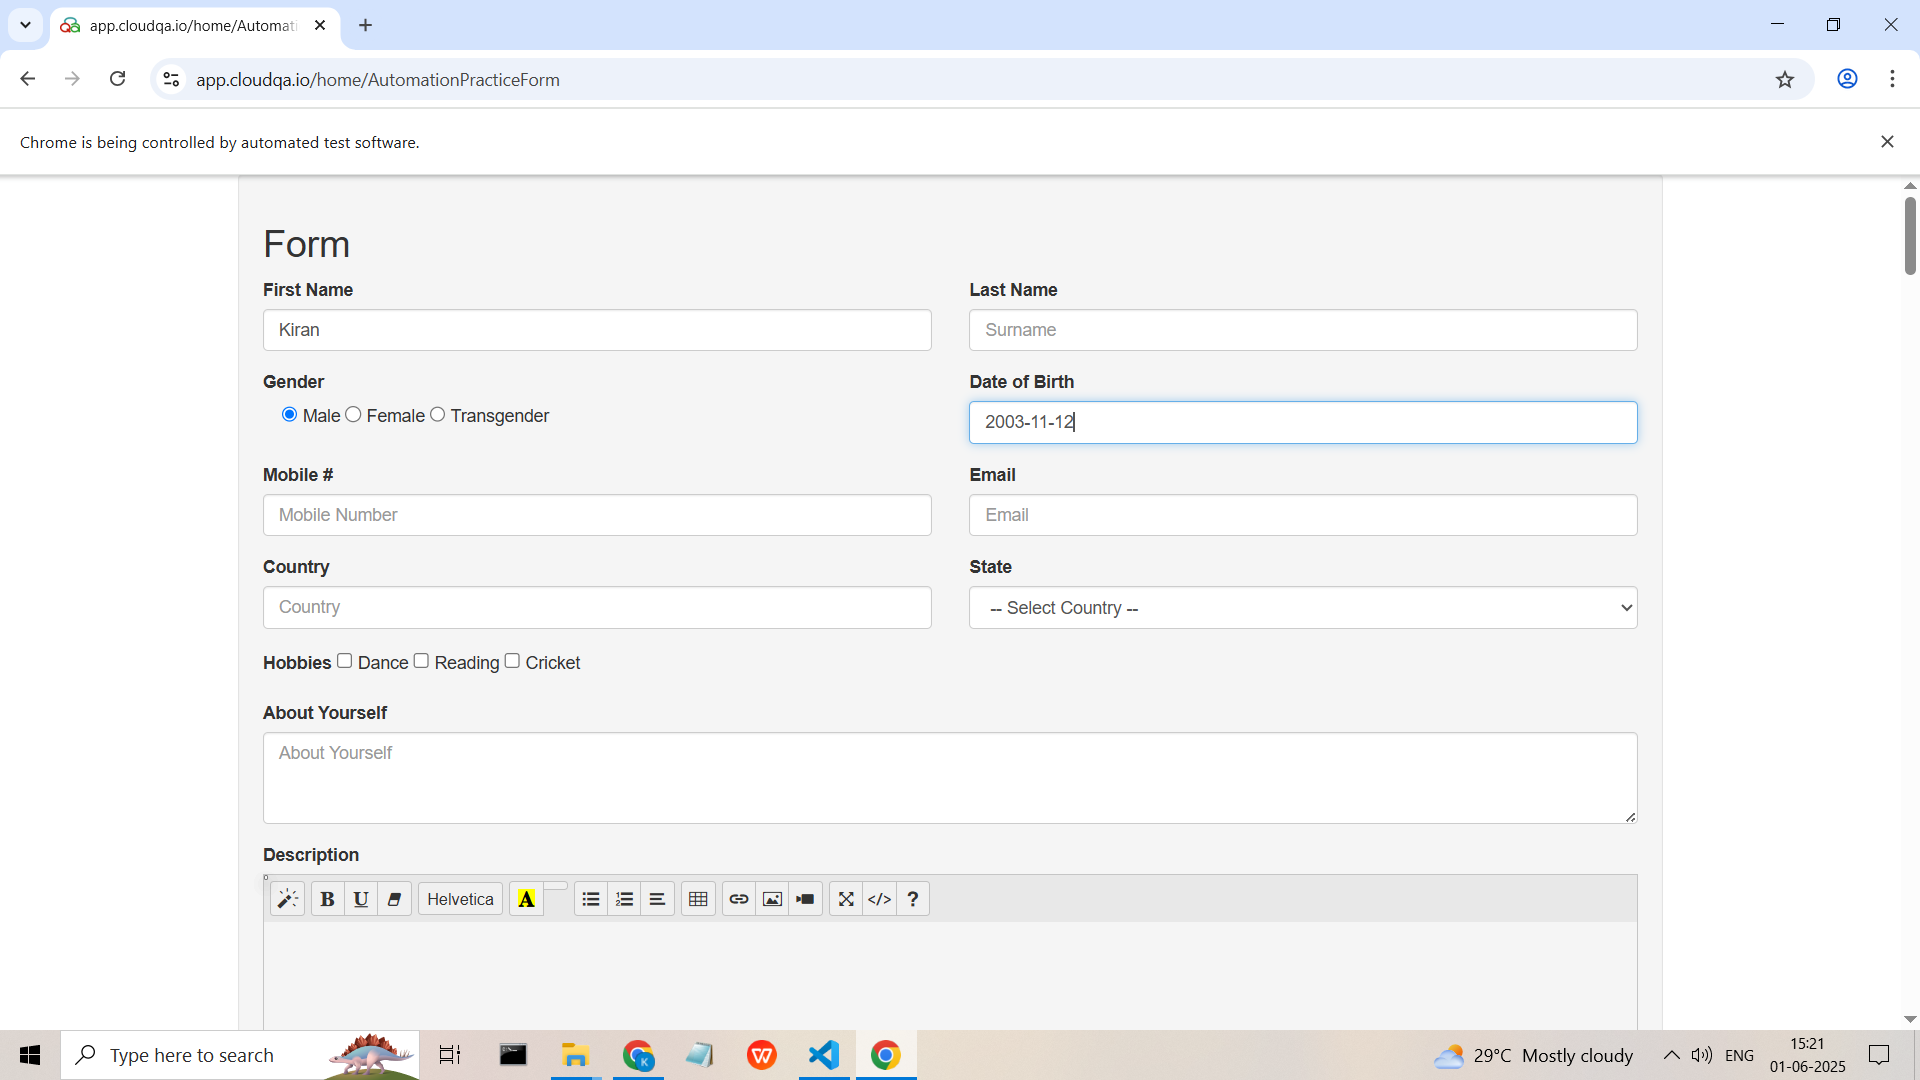 app.cloudqa.io/home/Automati
app.cloudqa.io/home/AutomationPracticeForm
Chrome is being controlled by automated test software.
Form
First Name
Last Name
Kiran
Surname
Gender
Date of Birth
Male Female Transgender
2003-11-12
Mobile #
Email
Mobile Number
Email
Country
State
Country
-- Select Country --
Hobbies Dance Reading Cricket
About Yourself
About Yourself
Description
B U Helvetica A </> ?
Type here to search
K
W
29°C Mostly cloudy
ENG
15:21
01-06-2025